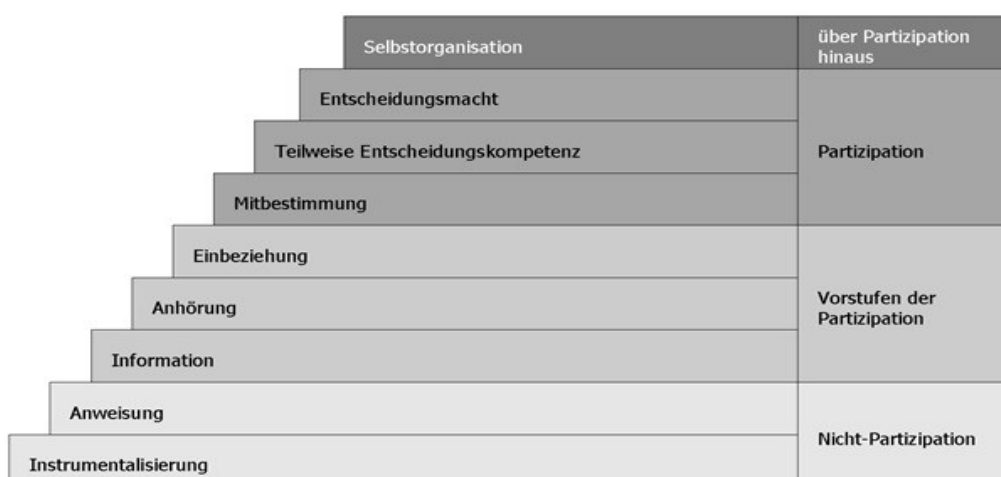 Selbstorganisation
über Partizipation
hinaus
Entscheidungsmacht
Teilweise Entscheidungskompetenz
Partizipation
Mitbestimmung
Einbeziehung
Anhörung
Vorstufen der
Partizipation
Information
Anweisung
Nicht-Partizipation
Instrumentalisierung